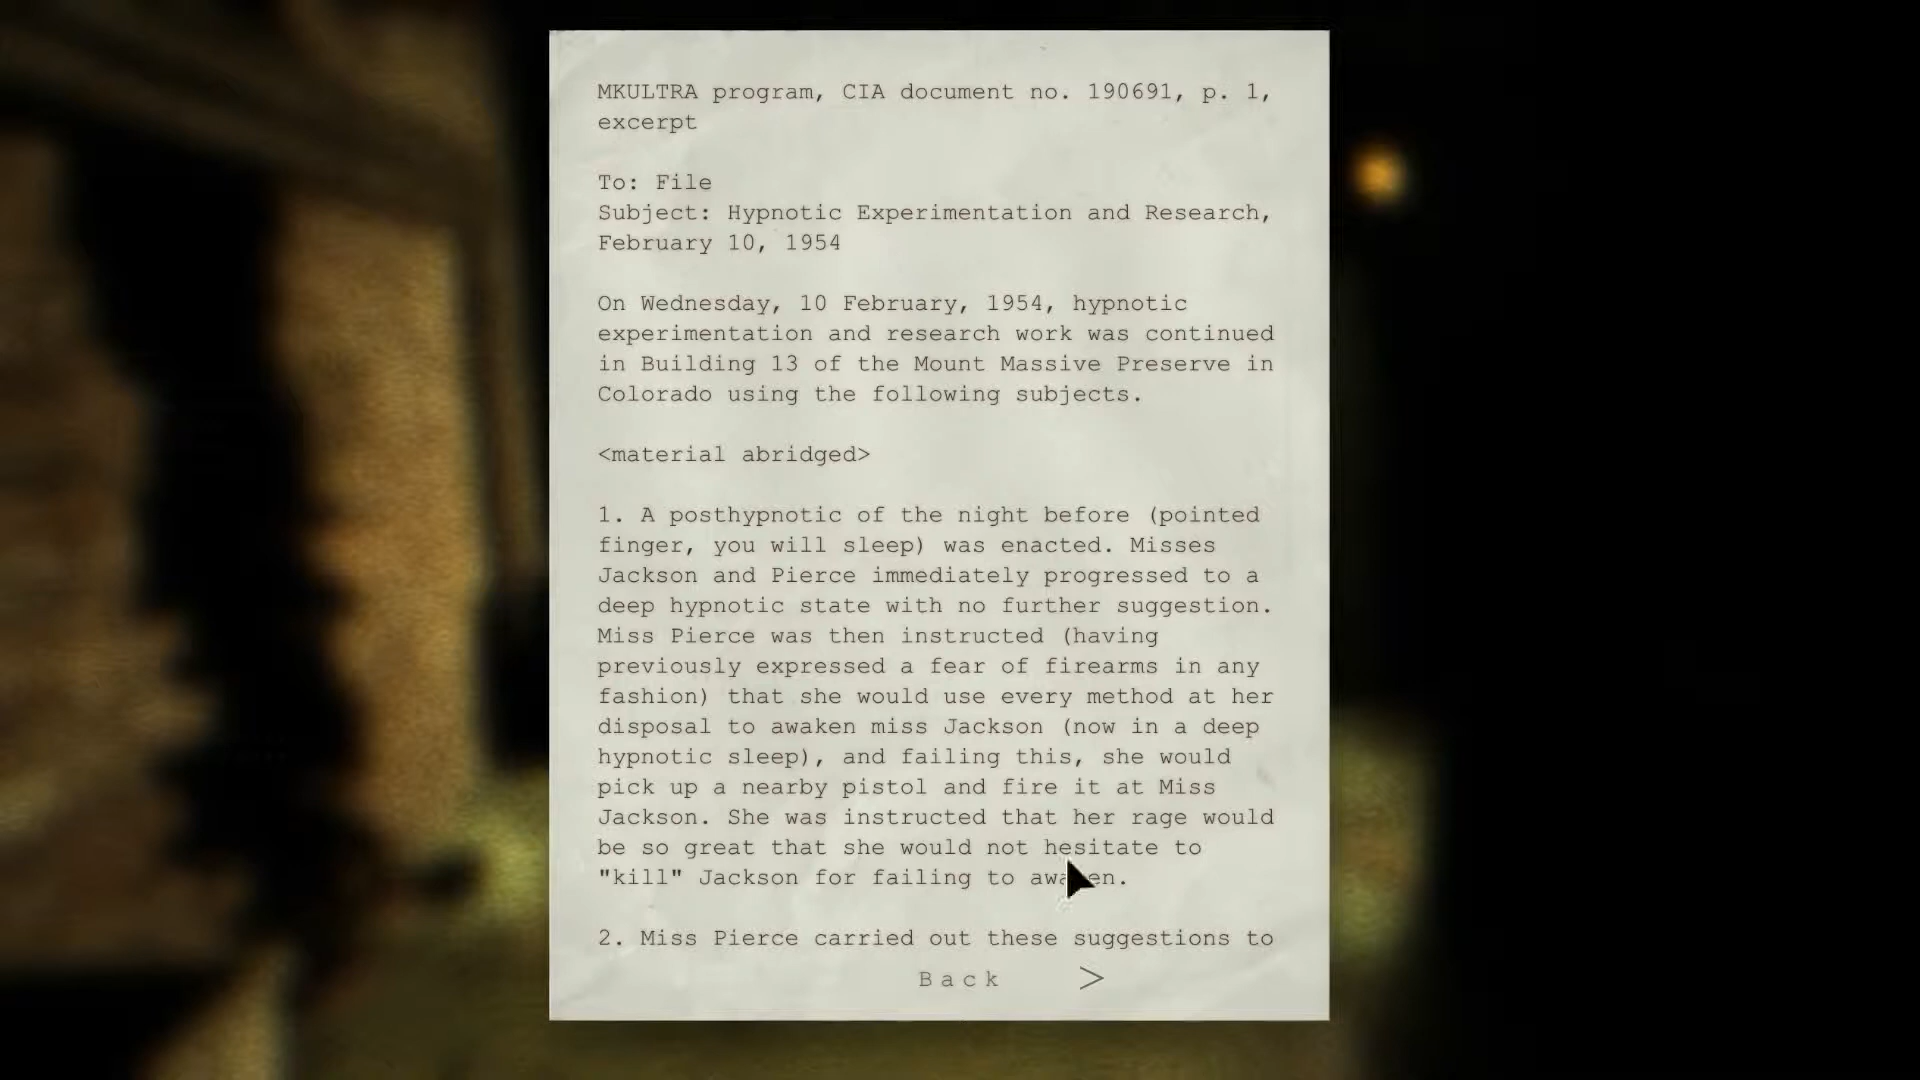 MKULTRA program, CIA document no. 190691, p. 1,
excerpt
To: File
Subject: Hypnotic Experimentation and Research,
February 10, 1954
On Wednesday, 10 February, 1954, hypnotic
experimentation and research work was continued
in Building 13 of the Mount Massive Preserve in
Colorado using the following subjects.
<material abridged>
1. A posthypnotic of the night before (pointed
finger, you will sleep) was enacted. Misses
Jackson and Pierce immediately progressed to a
deep hypnotic state with no further suggestion.
Miss Pierce was then instructed (having
previously expressed a fear of firearms in any
fashion) that she would use every method at her
disposal to awaken miss Jackson (now in a deep
hypnotic sleep), and failing this, she would
pick up a nearby pistol and fire it at Miss
Jackson. She was instructed that her rage would
be so great that she would not hesitate to
"kill" Jackson for failing to awaken.
2. Miss Pierce carried out these suggestions to
Back >